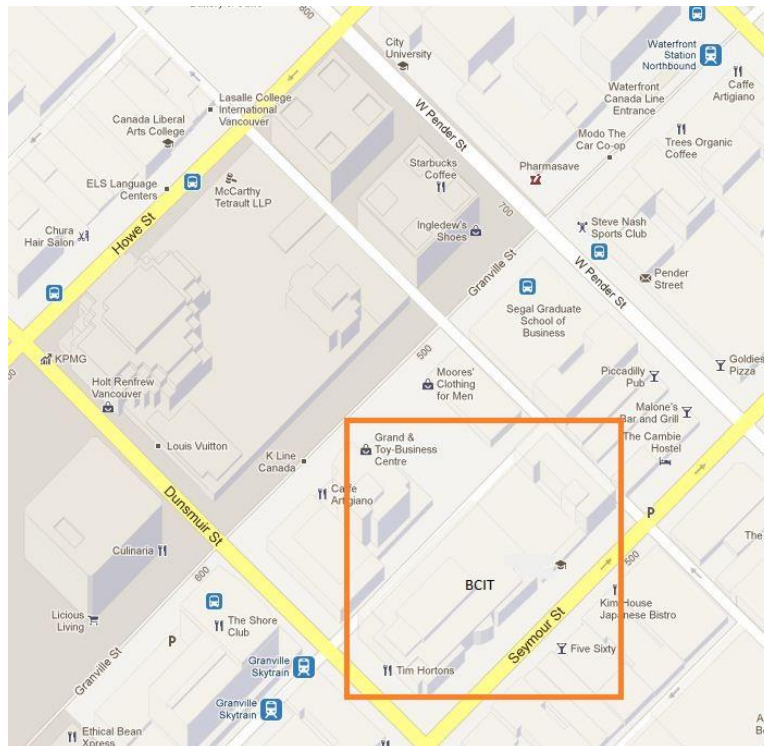 800
City
University
Waterfront
Station
Northbound
Caffe
Artigiano
Lasalle College
International
Vancouver
Waterfront
Canada Line
Entrance
Canada Liberal
Arts College
W Pender St
Modo The
Car Co-op
Trees Organic
Coffee
Starbucks
Coffee
Pharmasave
ELS Language
Centers
McCarthy
Tetrault LLP
700
Steve Nash
Sports Club
Chura
Hair Salon
Howe St
Ingledew's
Shoes
Granville St
W Pender St
Pender
Street
Segal Graduate
School of
Business
KPMG
500
Goldies
Pizza
Holt Renfrew
Vancouver
Moores'
Clothing
for Men
Piccadilly
Pub
Malone's
Bar and Grill
The Cambie
Hostel
Louis Vuitton
K Line
Canada
Grand &
Toy-Business
Centre
Caffe
Artigiano
Dunsmuir St
P
500
The
Culinaria
BCIT
600
Kim House
Japanese Bistro
Licious
Living
The Shore
Club
P
Seymour St
Five Sixty
Granville St
Granville
Skytrain
Tim Hortons
Granville
Skytrain
Ethical Bean
Xpress